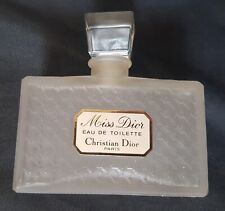 Miss Dior
EAU DE TOILETTE
Christian Dior
PARIS